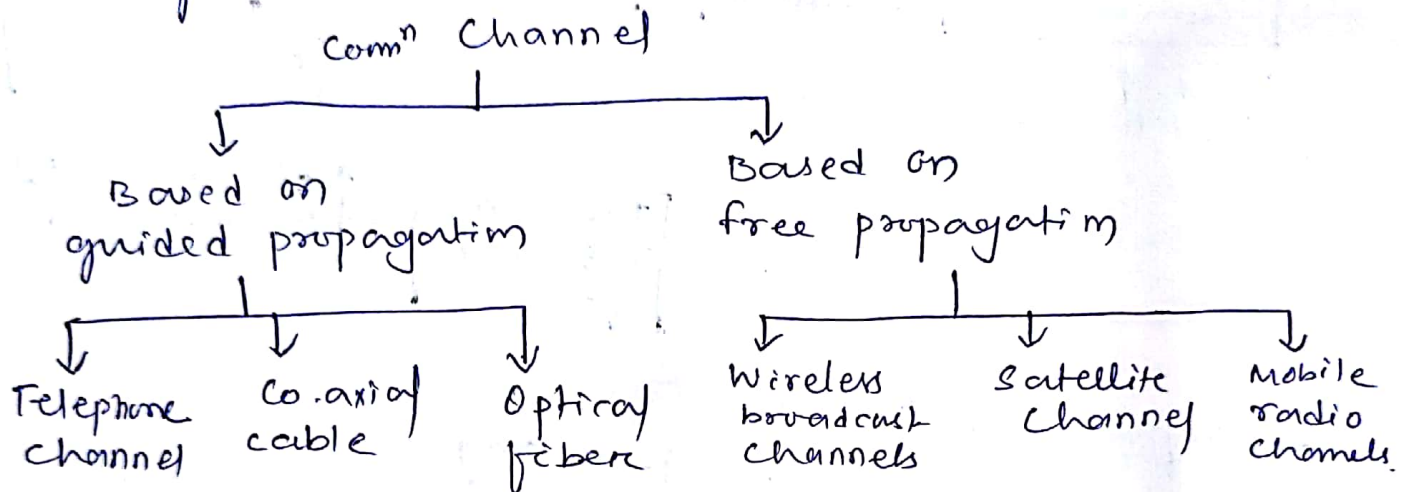 Commⁿ Channel
Based on
guided propagation
Based on
free propagation
Telephone
channel
Co.axial
cable
Optical
fiber
Wireless
broadcast
channels
Satellite
Channel
Mobile
radio
Channels.